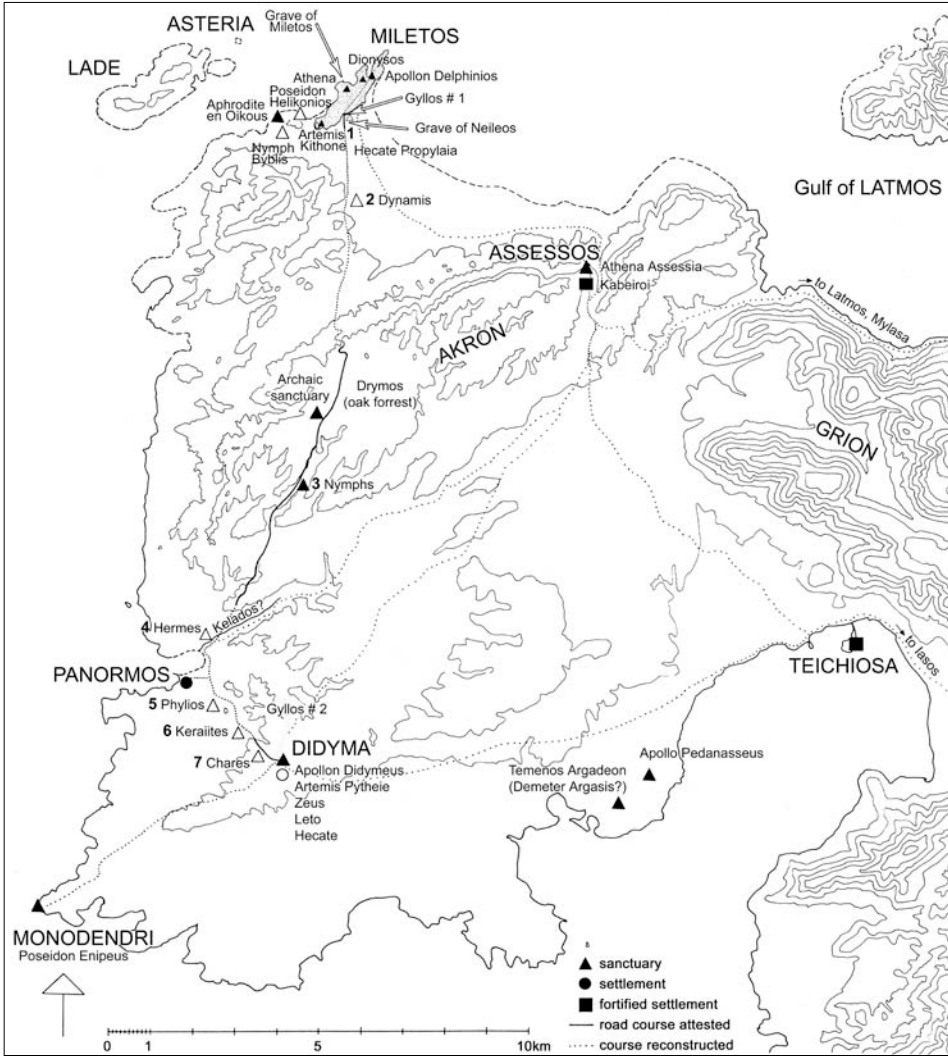 Grave of
Miletos
ASTERIA
MILETOS
LADE
Dionysos
Apollon Delphinios
Athena
Poseidon
Helikonios
Gyllos # 1
Aphrodite
en Oikous
Grave of Neileos
Artemis
Kithone
1
Hecate Propylaia
Nymph
Byblis
2 Dynamis
Gulf of LATMOS
ASSESSOS
Athena Assessia
Kabeiroi
to Latmos, Mylasa
AKRON
Archaic
sanctuary
Drymos
(oak forrest)
GRION
3 Nymphs
4 Hermes
Kelados?
PANORMOS
TEICHIOSA
to Iasos
5 Phylios
Gyllos # 2
6 Keraiites
7 Chares
DIDYMA
Apollon Didymeus
Artemis Pytheie
Zeus
Leto
Hecate
Apollo Pedanasseus
Temenos Argadeon
(Demeter Argasis?)
MONODENDRI
Poseidon Enipeus
sanctuary
settlement
fortified settlement
road course attested
course reconstructed
0 1 5 10km